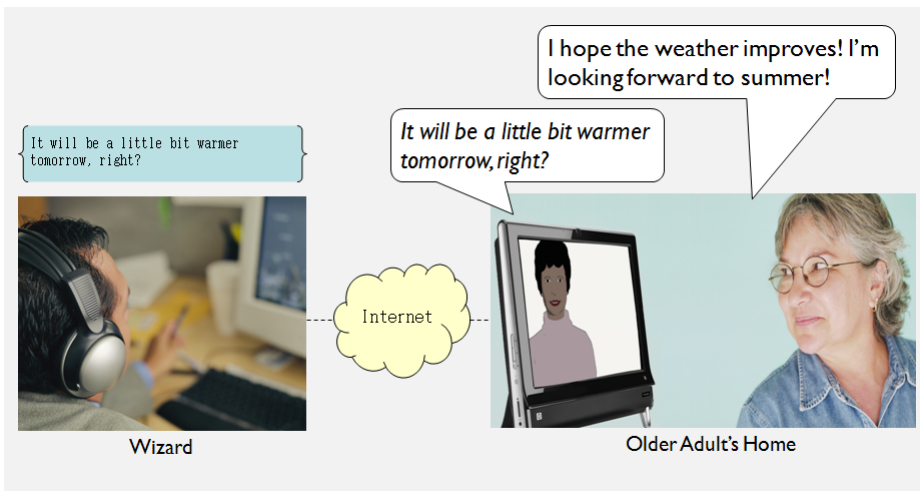 I hope the weather improves! I'm
looking forward to summer!
It will be a little bit warmer
tomorrow, right?
It will be a little bit warmer
tomorrow, right?
Internet
Wizard
Older Adult's Home